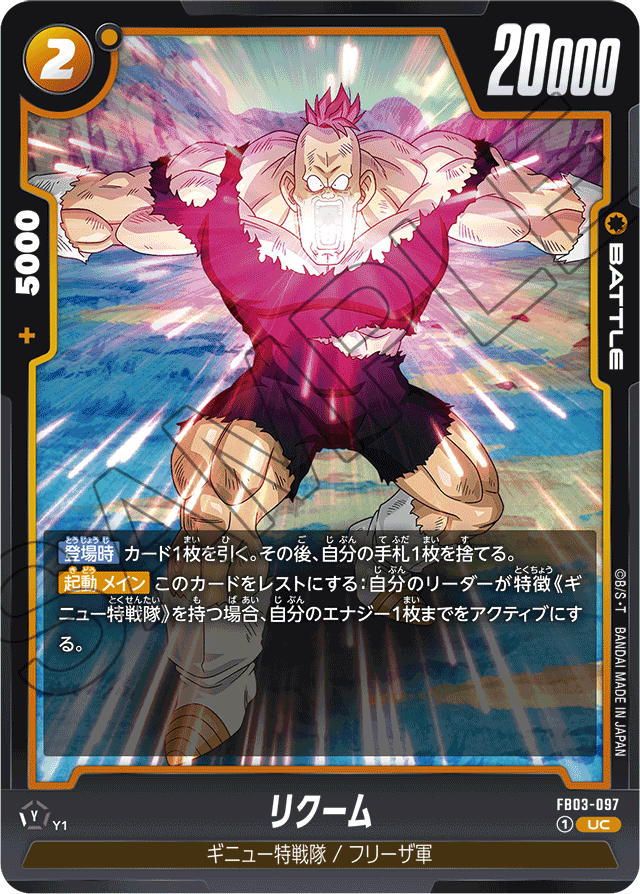 2
20000
+ 5000
BATTLE
SAMPLE
登場時 カード1枚を引く。その後、自分の手札1枚を捨てる。
起動メイン このカードをレストにする：自分のリーダーが特徴《ギ
ニュー特戦隊》を持つ場合、自分のエナジー1枚までをアクティブにす
る。
©B/S・T BANDAI MADE IN JAPAN
Y Y1
リクーム
FB03-097
1 UC
ギニュー特戦隊 / フリーザ軍